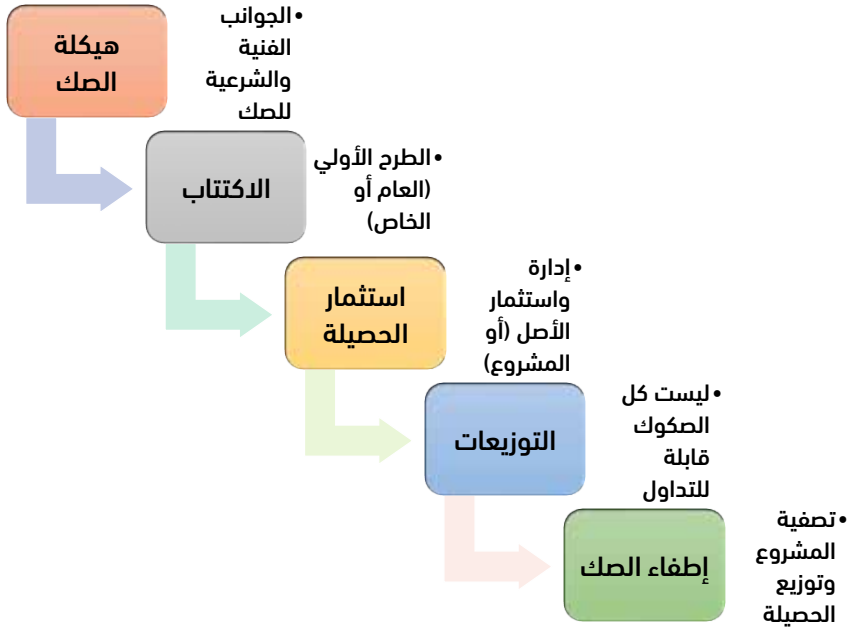 هيكلة
الصك
•الجوانب
الفنية
والشرعية
للصك
الاكتتاب
•الطرح الأولي
(العام أو
الخاص)
استثمار
الحصيلة
•إدارة
واستثمار
الأصل (أو
المشروع)
التوزيعات
•ليست كل
الصكوك
قابلة
للتداول
إطفاء الصك
•تصفية
المشروع
وتوزيع
الحصيلة